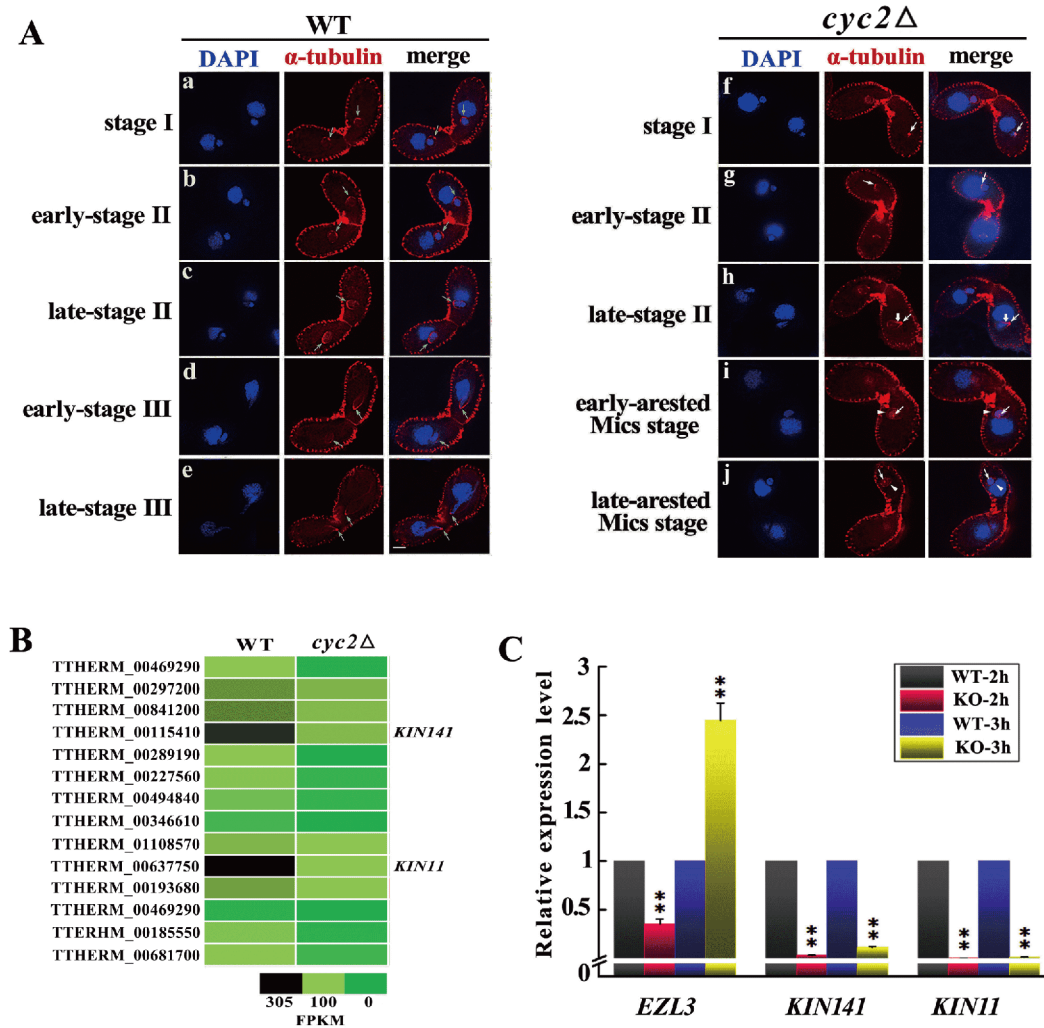 A
WT
DAPI α-tubulin merge
a
stage I
b
early-stage II
c
late-stage II
d
early-stage III
e
late-stage III
cyc2△
DAPI α-tubulin merge
f
stage I
g
early-stage II
h
late-stage II
i
early-arested
Mics stage
j
late-arested
Mics stage
B
WT cyc2△
TTHERM_00469290
TTHERM_00297200
TTHERM_00841200
TTHERM_00115410 KIN141
TTHERM_00289190
TTHERM_00227560
TTHERM_00494840
TTHERM_00346610
TTHERM_01108570
TTHERM_00637750 KIN11
TTHERM_00193680
TTHERM_00469290
TTERHM_00185550
TTHERM_00681700
305 100 0
FPKM
C
Relative expression level
3
2.5
2
1.5
1
0.5
0
WT-2h
KO-2h
WT-3h
KO-3h
**
**
**
**
**
**
EZL3 KIN141 KIN11